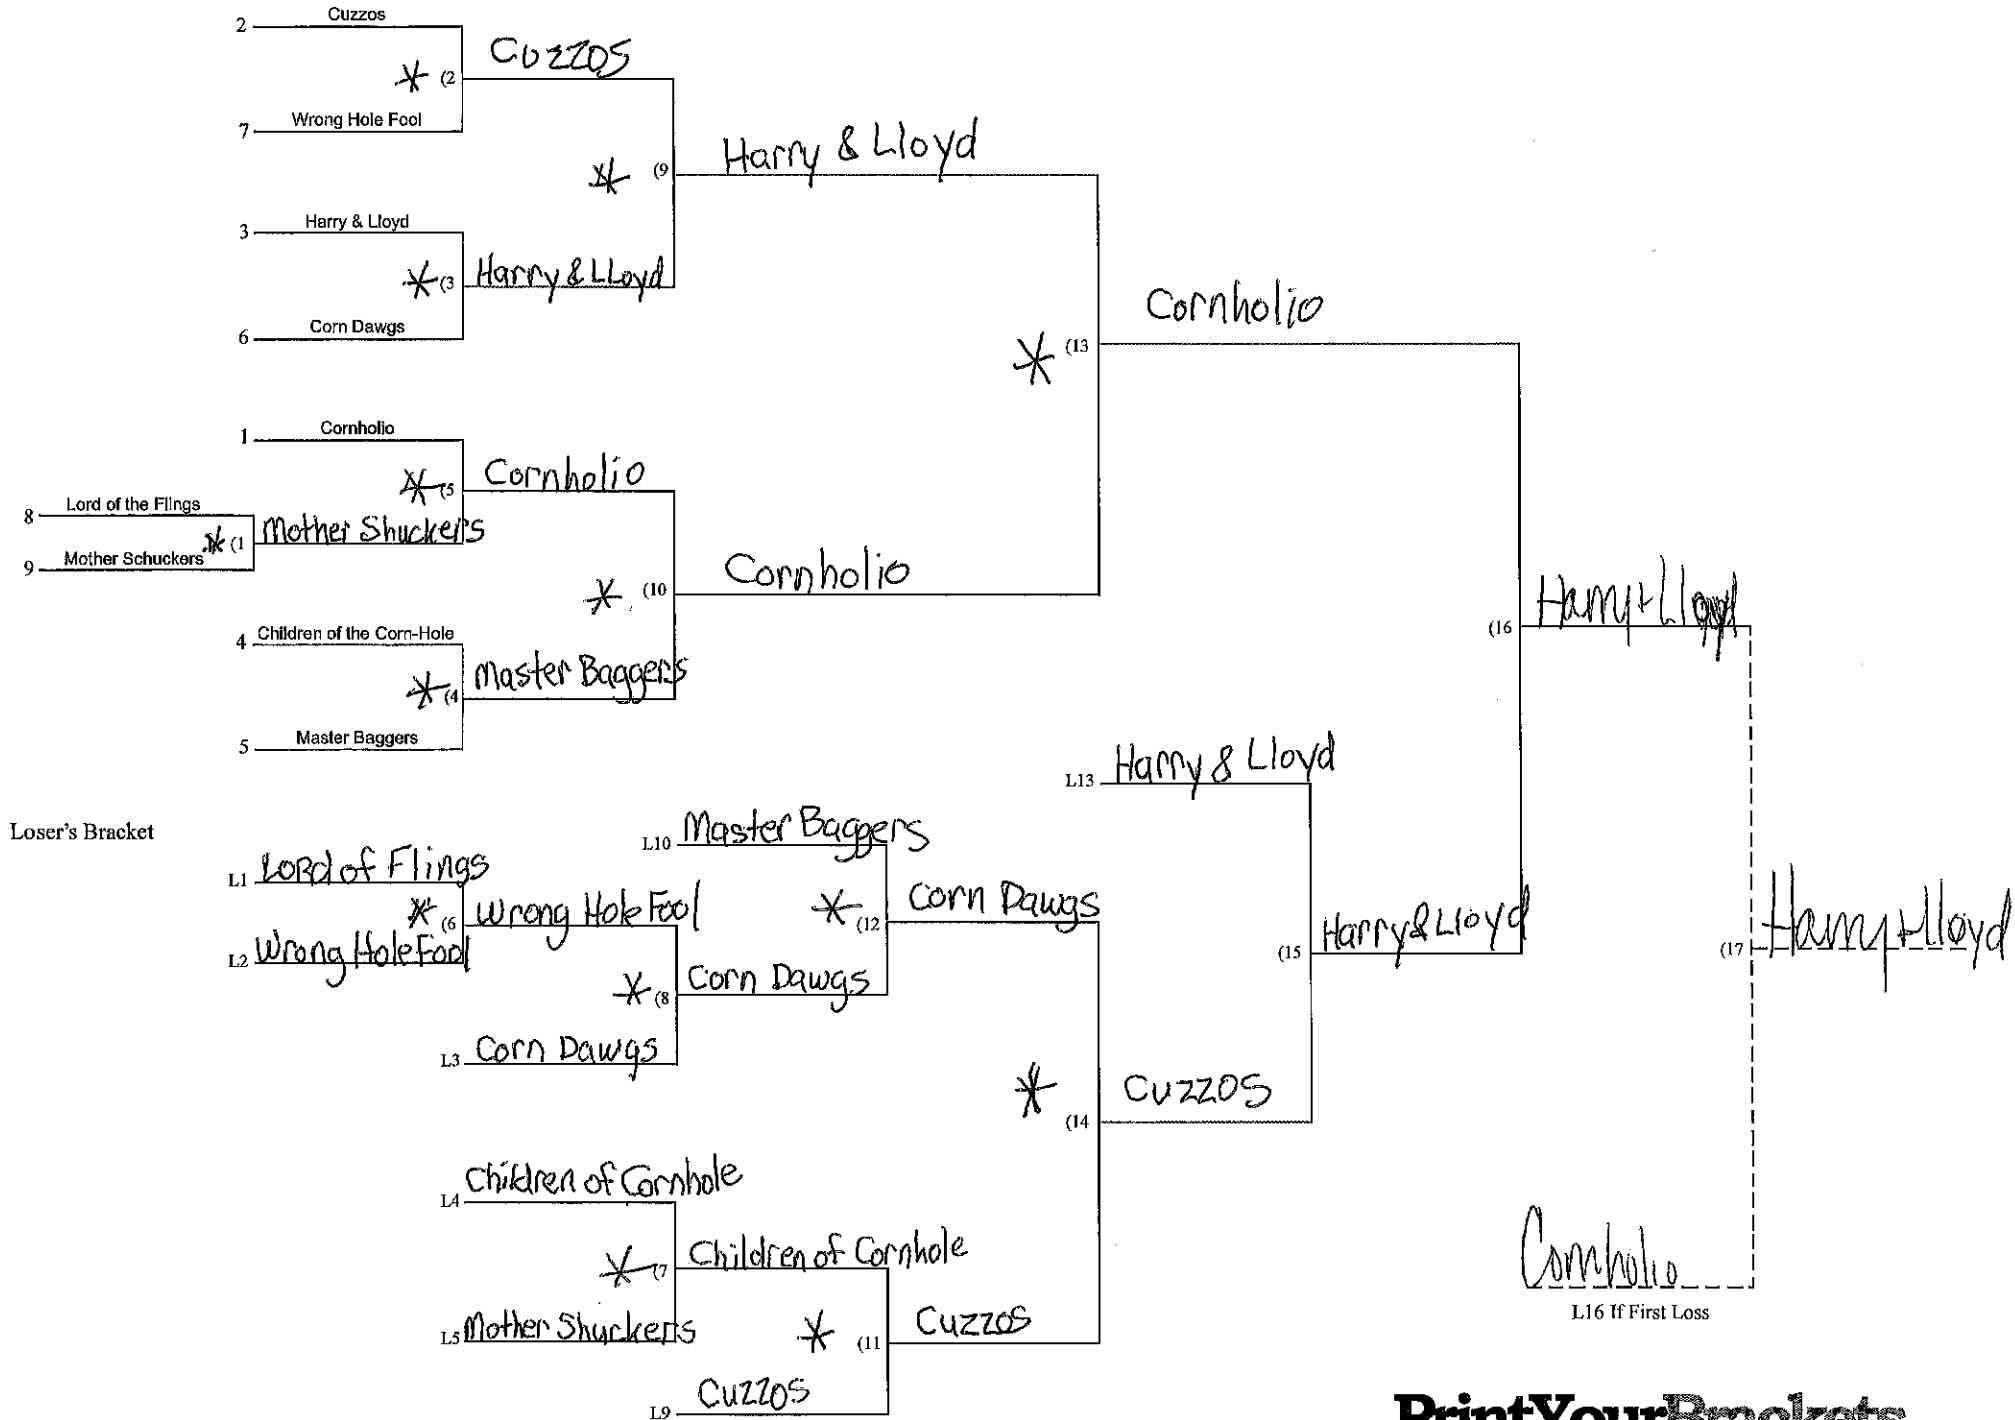 2 Cuzzos
* (2 Cuzzos
7 Wrong Hole Fool
* (9 Harry & Lloyd
3 Harry & Lloyd
* (3 Harry & LLoyd
6 Corn Dawgs
* (13 Cornholio
1 Cornholio
* (5 Cornholio
8 Lord of the Flings
* (1 Mother Shuckers
9 Mother Schuckers
* (10 Cornholio
4 Children of the Corn-Hole
* (4 Master Baggers
5 Master Baggers
(16 Harry + Lloyd
Loser's Bracket
L13 Harry & Lloyd
L10 Master Baggers
L1 Lord of Flings
* (6 Wrong Hole Fool
L2 Wrong Hole Fool
* (12 Corn Dawgs
* (8 Corn Dawgs
L3 Corn Dawgs
(15 Harry & Lloyd
(17 Harry + Lloyd
* (14 Cuzzos
L4 Children of Cornhole
* (7 Children of Cornhole
L5 Mother Shuckers
* (11 Cuzzos
L9 Cuzzos
Cornholio
L16 If First Loss
PrintYourBrackets